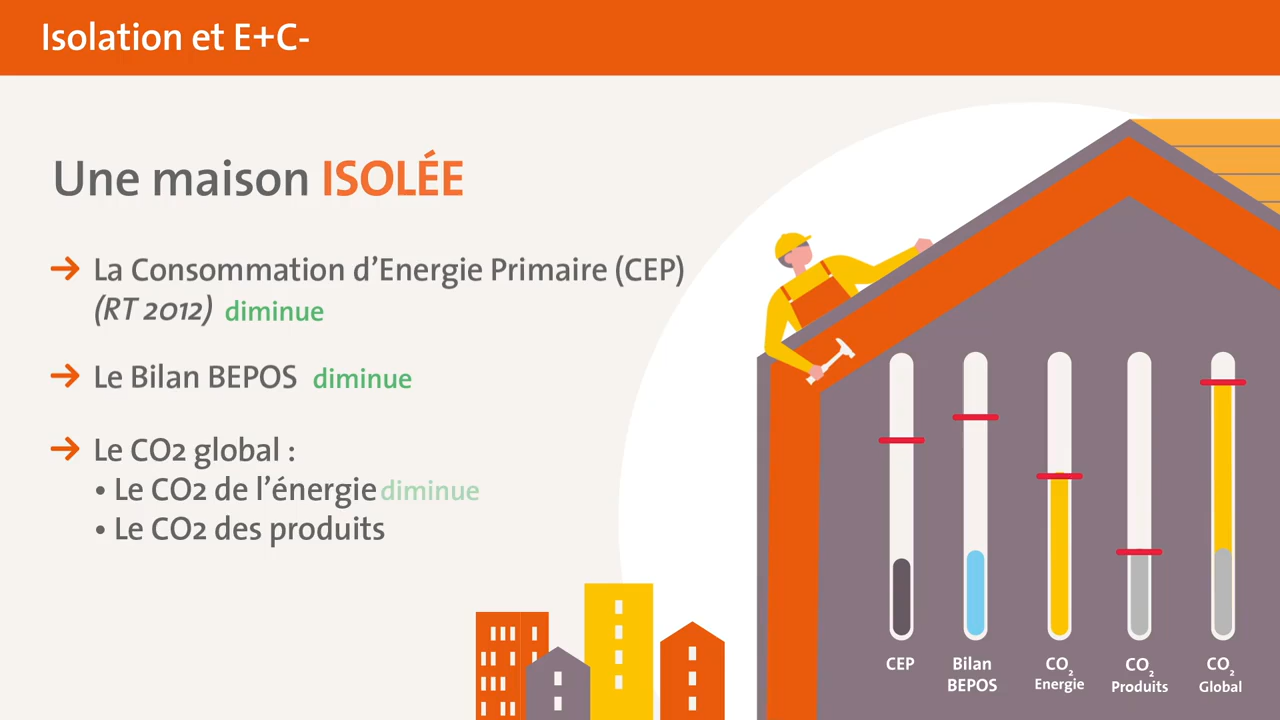 Isolation et E+C-
Une maison ISOLÉE
→ La Consommation d’Energie Primaire (CEP)
(RT 2012) diminue
→ Le Bilan BEPOS diminue
→ Le CO2 global :
• Le CO2 de l’énergie diminue
• Le CO2 des produits
CEP
Bilan
BEPOS
CO₂
Energie
CO₂
Produits
CO₂
Global